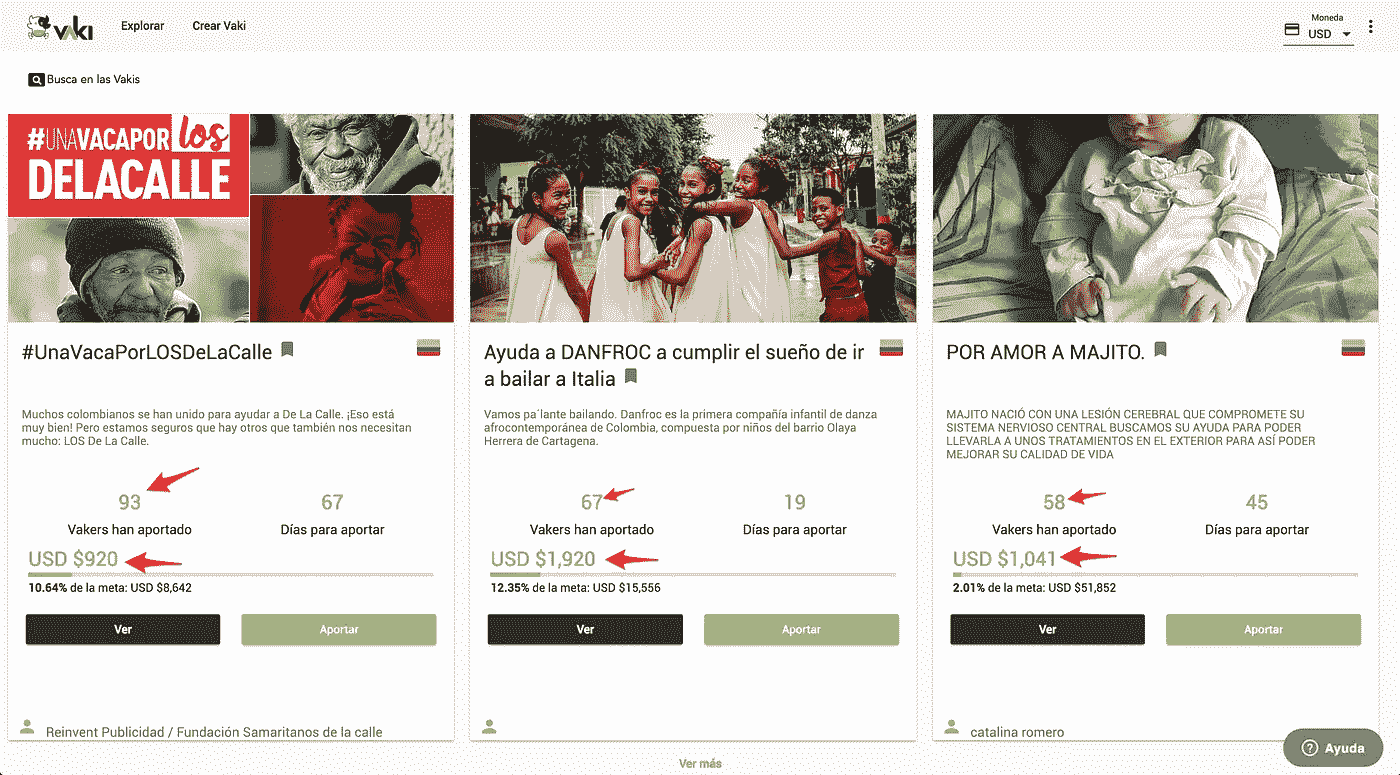 vaki
Explorar
Crear Vaki
Moneda
USD
Busca en las Vakis
#UNAVACAPOR los
DELACALLE
#UnaVacaPorLOSDeLaCalle
Muchos colombianos se han unido para ayudar a De La Calle. ¡Eso está
muy bien! Pero estamos seguros que hay otros que también nos necesitan
mucho: LOS De La Calle.
93
67
Vakers han aportado
Días para aportar
USD $920
10.64% de la meta: USD $8,642
Ver
Aportar
Reinvent Publicidad / Fundación Samaritanos de la calle
Ayuda a DANFROC a cumplir el sueño de ir
a bailar a Italia
Vamos pa´lante bailando. Danfroc es la primera compañía infantil de danza
afrocontemporánea de Colombia, compuesta por niños del barrio Olaya
Herrera de Cartagena.
67
19
Vakers han aportado
Días para aportar
USD $1,920
12.35% de la meta: USD $15,556
Ver
Aportar
POR AMOR A MAJITO.
MAJITO NACIÓ CON UNA LESIÓN CEREBRAL QUE COMPROMETE SU
SISTEMA NERVIOSO CENTRAL BUSCAMOS SU AYUDA PARA PODER
LLEVARLA A UNOS TRATAMIENTOS EN EL EXTERIOR PARA ASÍ PODER
MEJORAR SU CALIDAD DE VIDA
58
45
Vakers han aportado
Días para aportar
USD $1,041
2.01% de la meta: USD $51,852
Ver
Aportar
catalina romero
Ver más
Ayuda